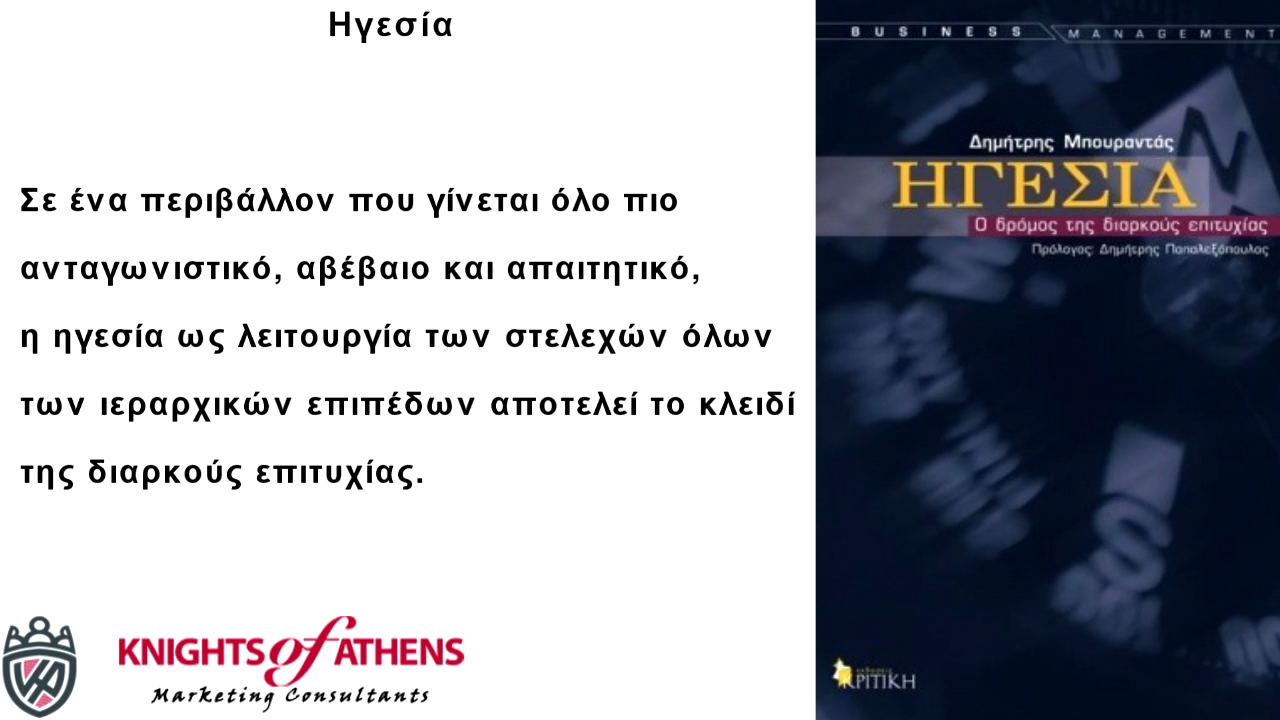 Ηγεσία
Σε ένα περιβάλλον που γίνεται όλο πιο
ανταγωνιστικό, αβέβαιο και απαιτητικό,
η ηγεσία ως λειτουργία των στελεχών όλων
των ιεραρχικών επιπέδων αποτελεί το κλειδί
της διαρκούς επιτυχίας.
KNIGHTS of ATHENS
Marketing Consultants
BUSINESS MANAGEMENT
Δημήτρης Μπουραντάς
ΗΓΕΣΙΑ
Ο δρόμος της διαρκούς επιτυχίας
Πρόλογος: Δημήτρης Παπαλεξόπουλος
εκδόσεις
ΚΡΙΤΙΚΗ